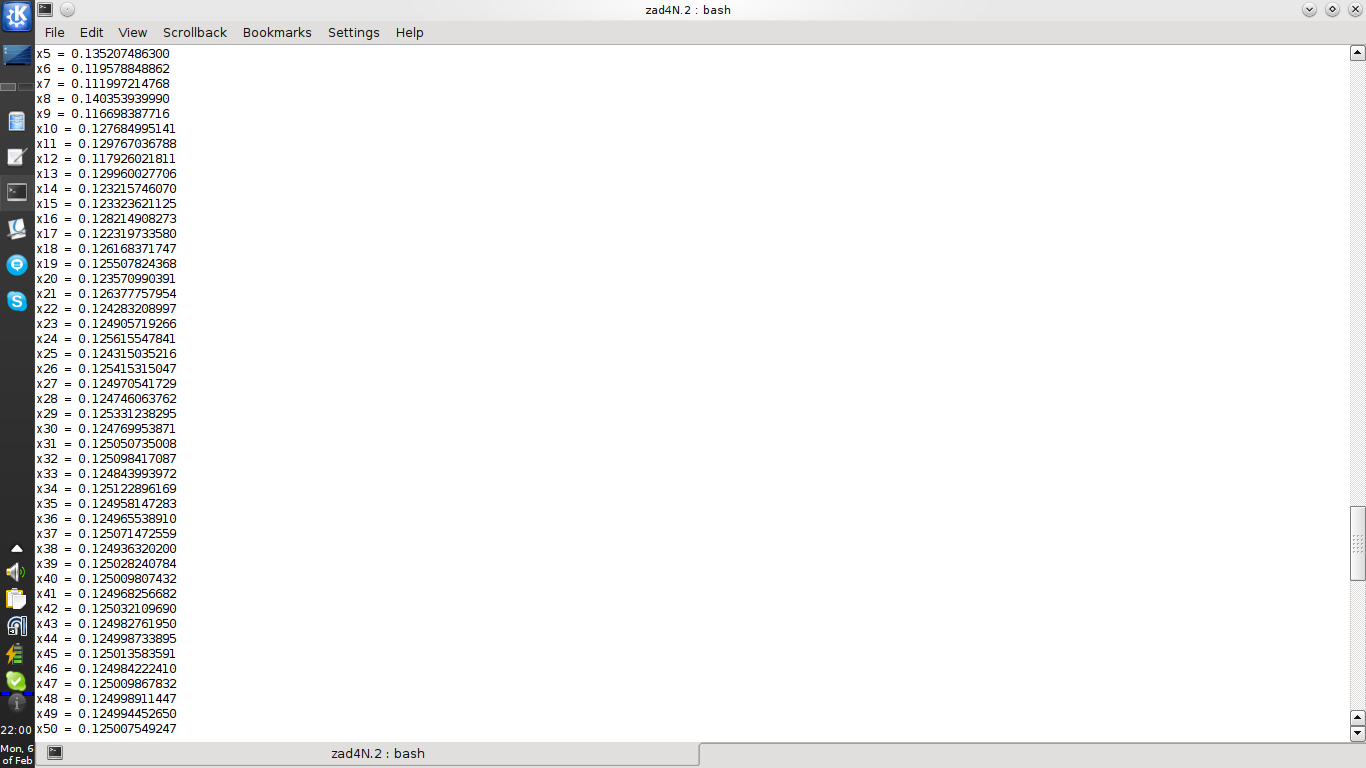 zad4N.2 : bash
File Edit View Scrollback Bookmarks Settings Help
x5 = 0.135207486300
x6 = 0.119578848862
x7 = 0.111997214768
x8 = 0.140353939990
x9 = 0.116698387716
x10 = 0.127684995141
x11 = 0.129767036788
x12 = 0.117926021811
x13 = 0.129960027706
x14 = 0.123215746070
x15 = 0.123323621125
x16 = 0.128214908273
x17 = 0.122319733580
x18 = 0.126168371747
x19 = 0.125507824368
x20 = 0.123570990391
x21 = 0.126377757954
x22 = 0.124283208997
x23 = 0.124905719266
x24 = 0.125615547841
x25 = 0.124315035216
x26 = 0.125415315047
x27 = 0.124970541729
x28 = 0.124746063762
x29 = 0.125331238295
x30 = 0.124769953871
x31 = 0.125050735008
x32 = 0.125098417087
x33 = 0.124843993972
x34 = 0.125122896169
x35 = 0.124958147283
x36 = 0.124965538910
x37 = 0.125071472559
x38 = 0.124936320200
x39 = 0.125028240784
x40 = 0.125009807432
x41 = 0.124968256682
x42 = 0.125032109690
x43 = 0.124982761950
x44 = 0.124998733895
x45 = 0.125013583591
x46 = 0.124984222410
x47 = 0.125009867832
x48 = 0.124998911447
x49 = 0.124994452650
x50 = 0.125007549247
22:00
Mon, 6
of Feb
zad4N.2 : bash